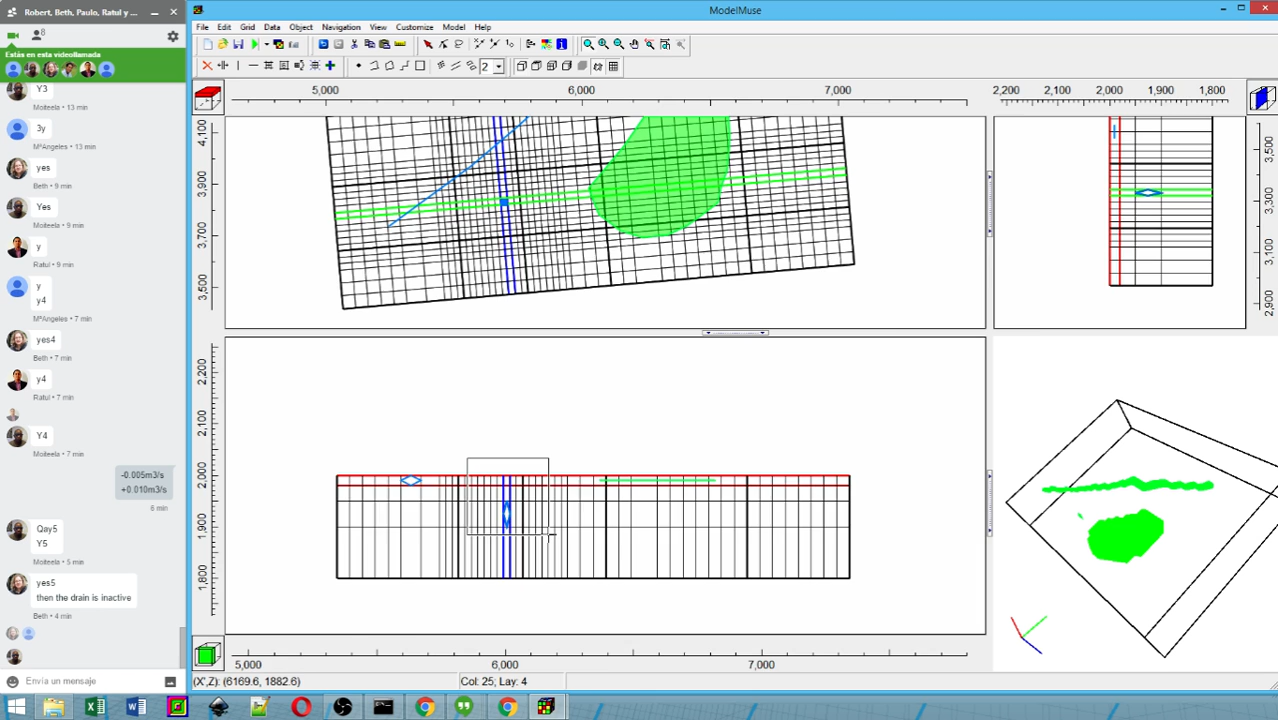 Robert, Beth, Paulo, Ratul y ...
8
Estás en esta videollamada
Y3
Moiteela • 13 min
3y
MªAngeles • 13 min
yes
Beth • 9 min
Yes
Moiteela • 9 min
y
Ratul • 9 min
y
y4
MªAngeles • 7 min
yes4
Beth • 7 min
y4
Ratul • 7 min
Y4
Moiteela • 7 min
-0.005m3/s
+0.010m3/s
6 min
Qay5
Y5
Moiteela • 5 min
yes5
then the drain is inactive
Beth • 4 min
Envía un mensaje
ModelMuse
File Edit Grid Data Object Navigation View Customize Model Help
2
5,000 6,000 7,000
4,100
3,900
3,700
3,500
2,200 2,100 2,000 1,900 1,800
3,500
3,300
3,100
2,900
2,200
2,100
2,000
1,900
1,800
5,000 6,000 7,000
(X',Z): (6169.6, 1882.6)
Col: 25; Lay: 4